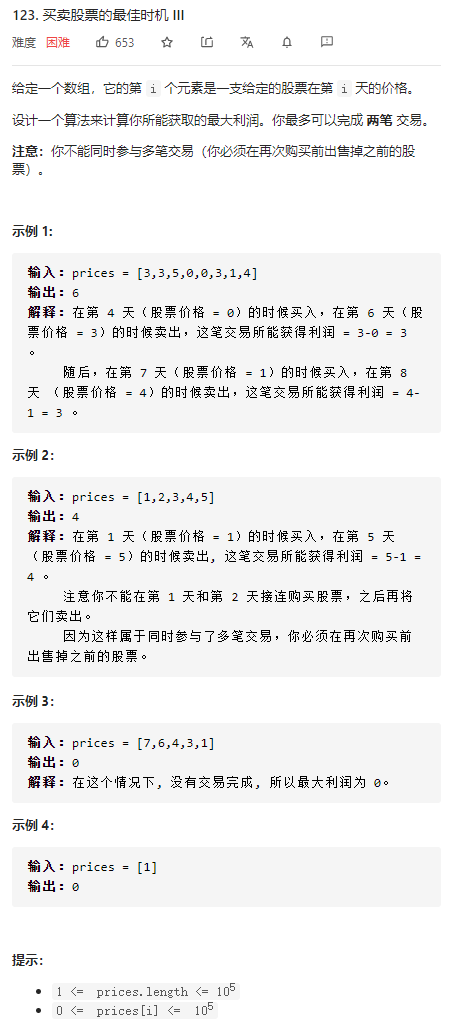 123. 买卖股票的最佳时机 III
难度 困难 653
给定一个数组，它的第 i 个元素是一支给定的股票在第 i 天的价格。
设计一个算法来计算你所能获取的最大利润。你最多可以完成 两笔 交易。
注意：你不能同时参与多笔交易（你必须在再次购买前出售掉之前的股
票）。
示例 1:
输入：prices = [3,3,5,0,0,3,1,4]
输出：6
解释：在第 4 天（股票价格 = 0）的时候买入，在第 6 天（股
票价格 = 3）的时候卖出，这笔交易所能获得利润 = 3-0 = 3
。
随后，在第 7 天（股票价格 = 1）的时候买入，在第 8
天 （股票价格 = 4）的时候卖出，这笔交易所能获得利润 = 4-
1 = 3 。
示例 2：
输入：prices = [1,2,3,4,5]
输出：4
解释：在第 1 天（股票价格 = 1）的时候买入，在第 5 天
（股票价格 = 5）的时候卖出, 这笔交易所能获得利润 = 5-1 =
4 。
注意你不能在第 1 天和第 2 天接连购买股票，之后再将
它们卖出。
因为这样属于同时参与了多笔交易，你必须在再次购买前
出售掉之前的股票。
示例 3：
输入：prices = [7,6,4,3,1]
输出：0
解释：在这个情况下, 没有交易完成, 所以最大利润为 0。
示例 4：
输入：prices = [1]
输出：0
提示：
1 <= prices.length <= 10⁵
0 <= prices[i] <= 10⁵